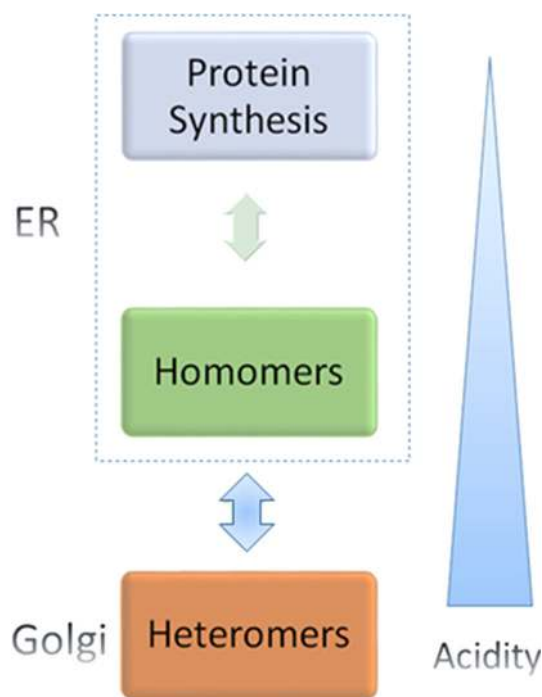 Protein
Synthesis
ER
Homomers
Golgi
Heteromers
Acidity